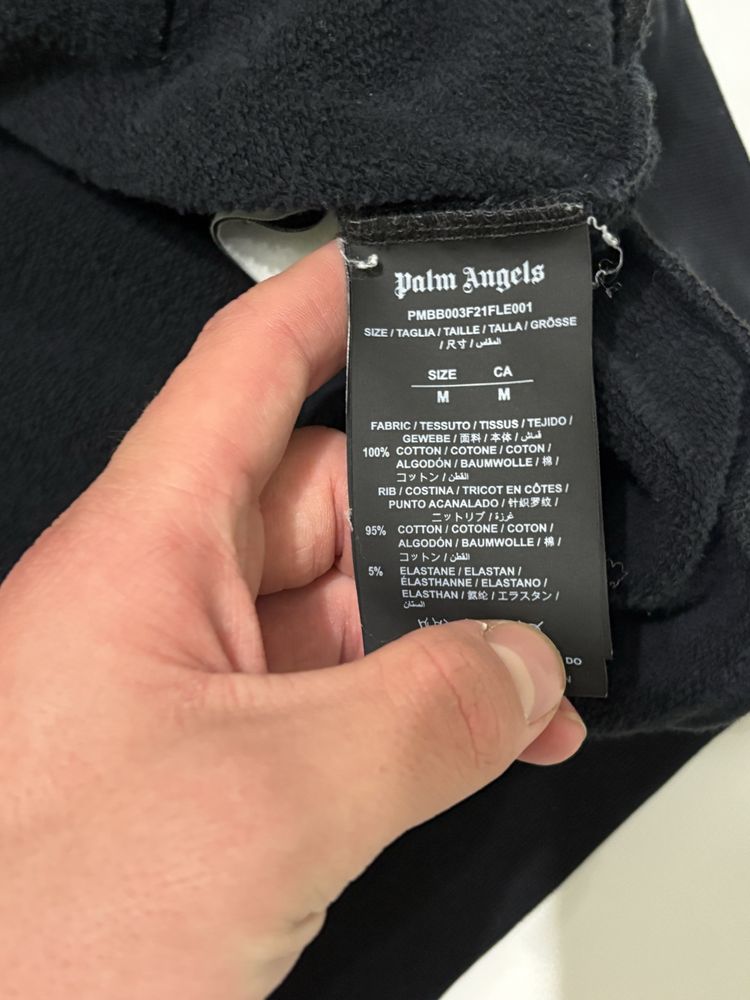 Palm Angels
PMBB003F21FLE001
SIZE / TAGLIA / TAILLE / TALLA / GRÖSSE
/ 尺寸 / المقاس
SIZE CA
M M
FABRIC / TESSUTO / TISSUS / TEJIDO /
GEWEBE / 面料 / 本体 / قماش
100% COTTON / COTONE / COTON /
ALGODÓN / BAUMWOLLE / 棉 /
コットン / القطن
RIB / COSTINA / TRICOT EN CÔTES /
PUNTO ACANALADO / 针织罗纹 /
ニットリブ / غرزة
95% COTTON / COTONE / COTON /
ALGODÓN / BAUMWOLLE / 棉 /
コットン / القطن
5% ELASTANE / ELASTAN /
ÉLASTHANNE / ELASTANO /
ELASTHAN / 氨纶 / エラスタン /